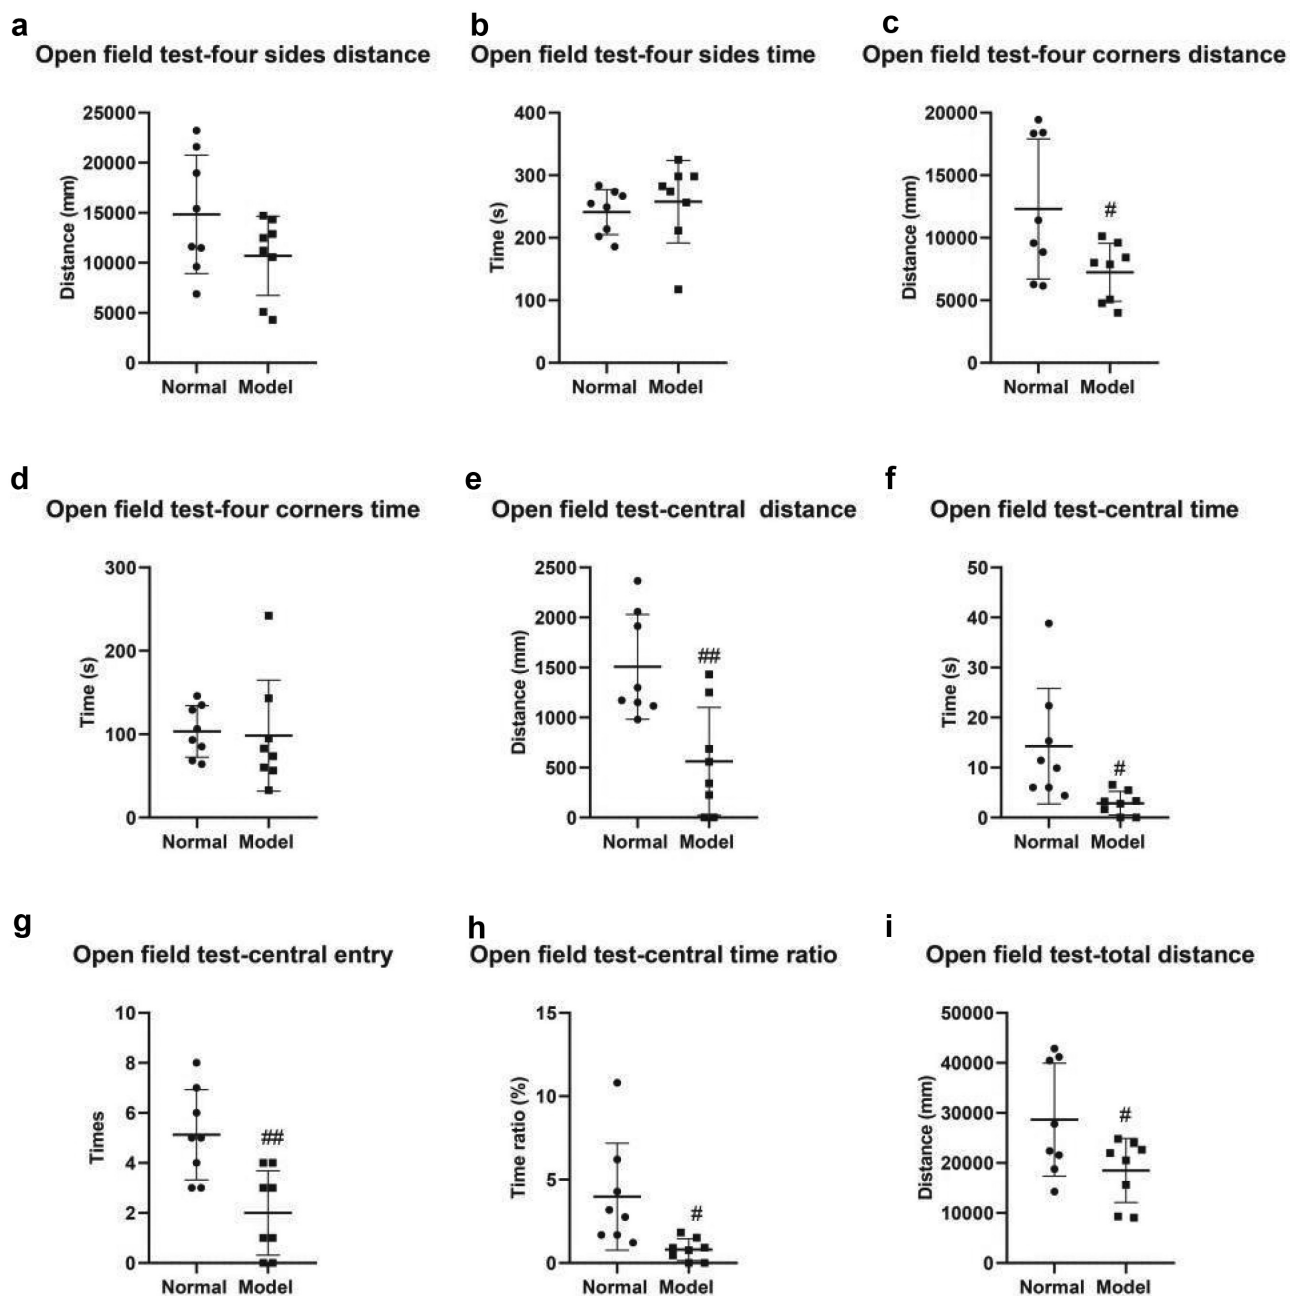 a
Open field test-four sides distance
25000
20000
15000
10000
5000
0
Distance (mm)
Normal Model
b
Open field test-four sides time
400
300
200
100
0
Time (s)
Normal Model
c
Open field test-four corners distance
20000
15000
10000
5000
0
Distance (mm)
#
Normal Model
d
Open field test-four corners time
300
200
100
0
Time (s)
Normal Model
e
Open field test-central distance
2500
2000
1500
1000
500
0
Distance (mm)
##
Normal Model
f
Open field test-central time
50
40
30
20
10
0
Time (s)
#
Normal Model
g
Open field test-central entry
10
8
6
4
2
0
Times
##
Normal Model
h
Open field test-central time ratio
15
10
5
0
Time ratio (%)
#
Normal Model
i
Open field test-total distance
50000
40000
30000
20000
10000
0
Distance (mm)
#
Normal Model